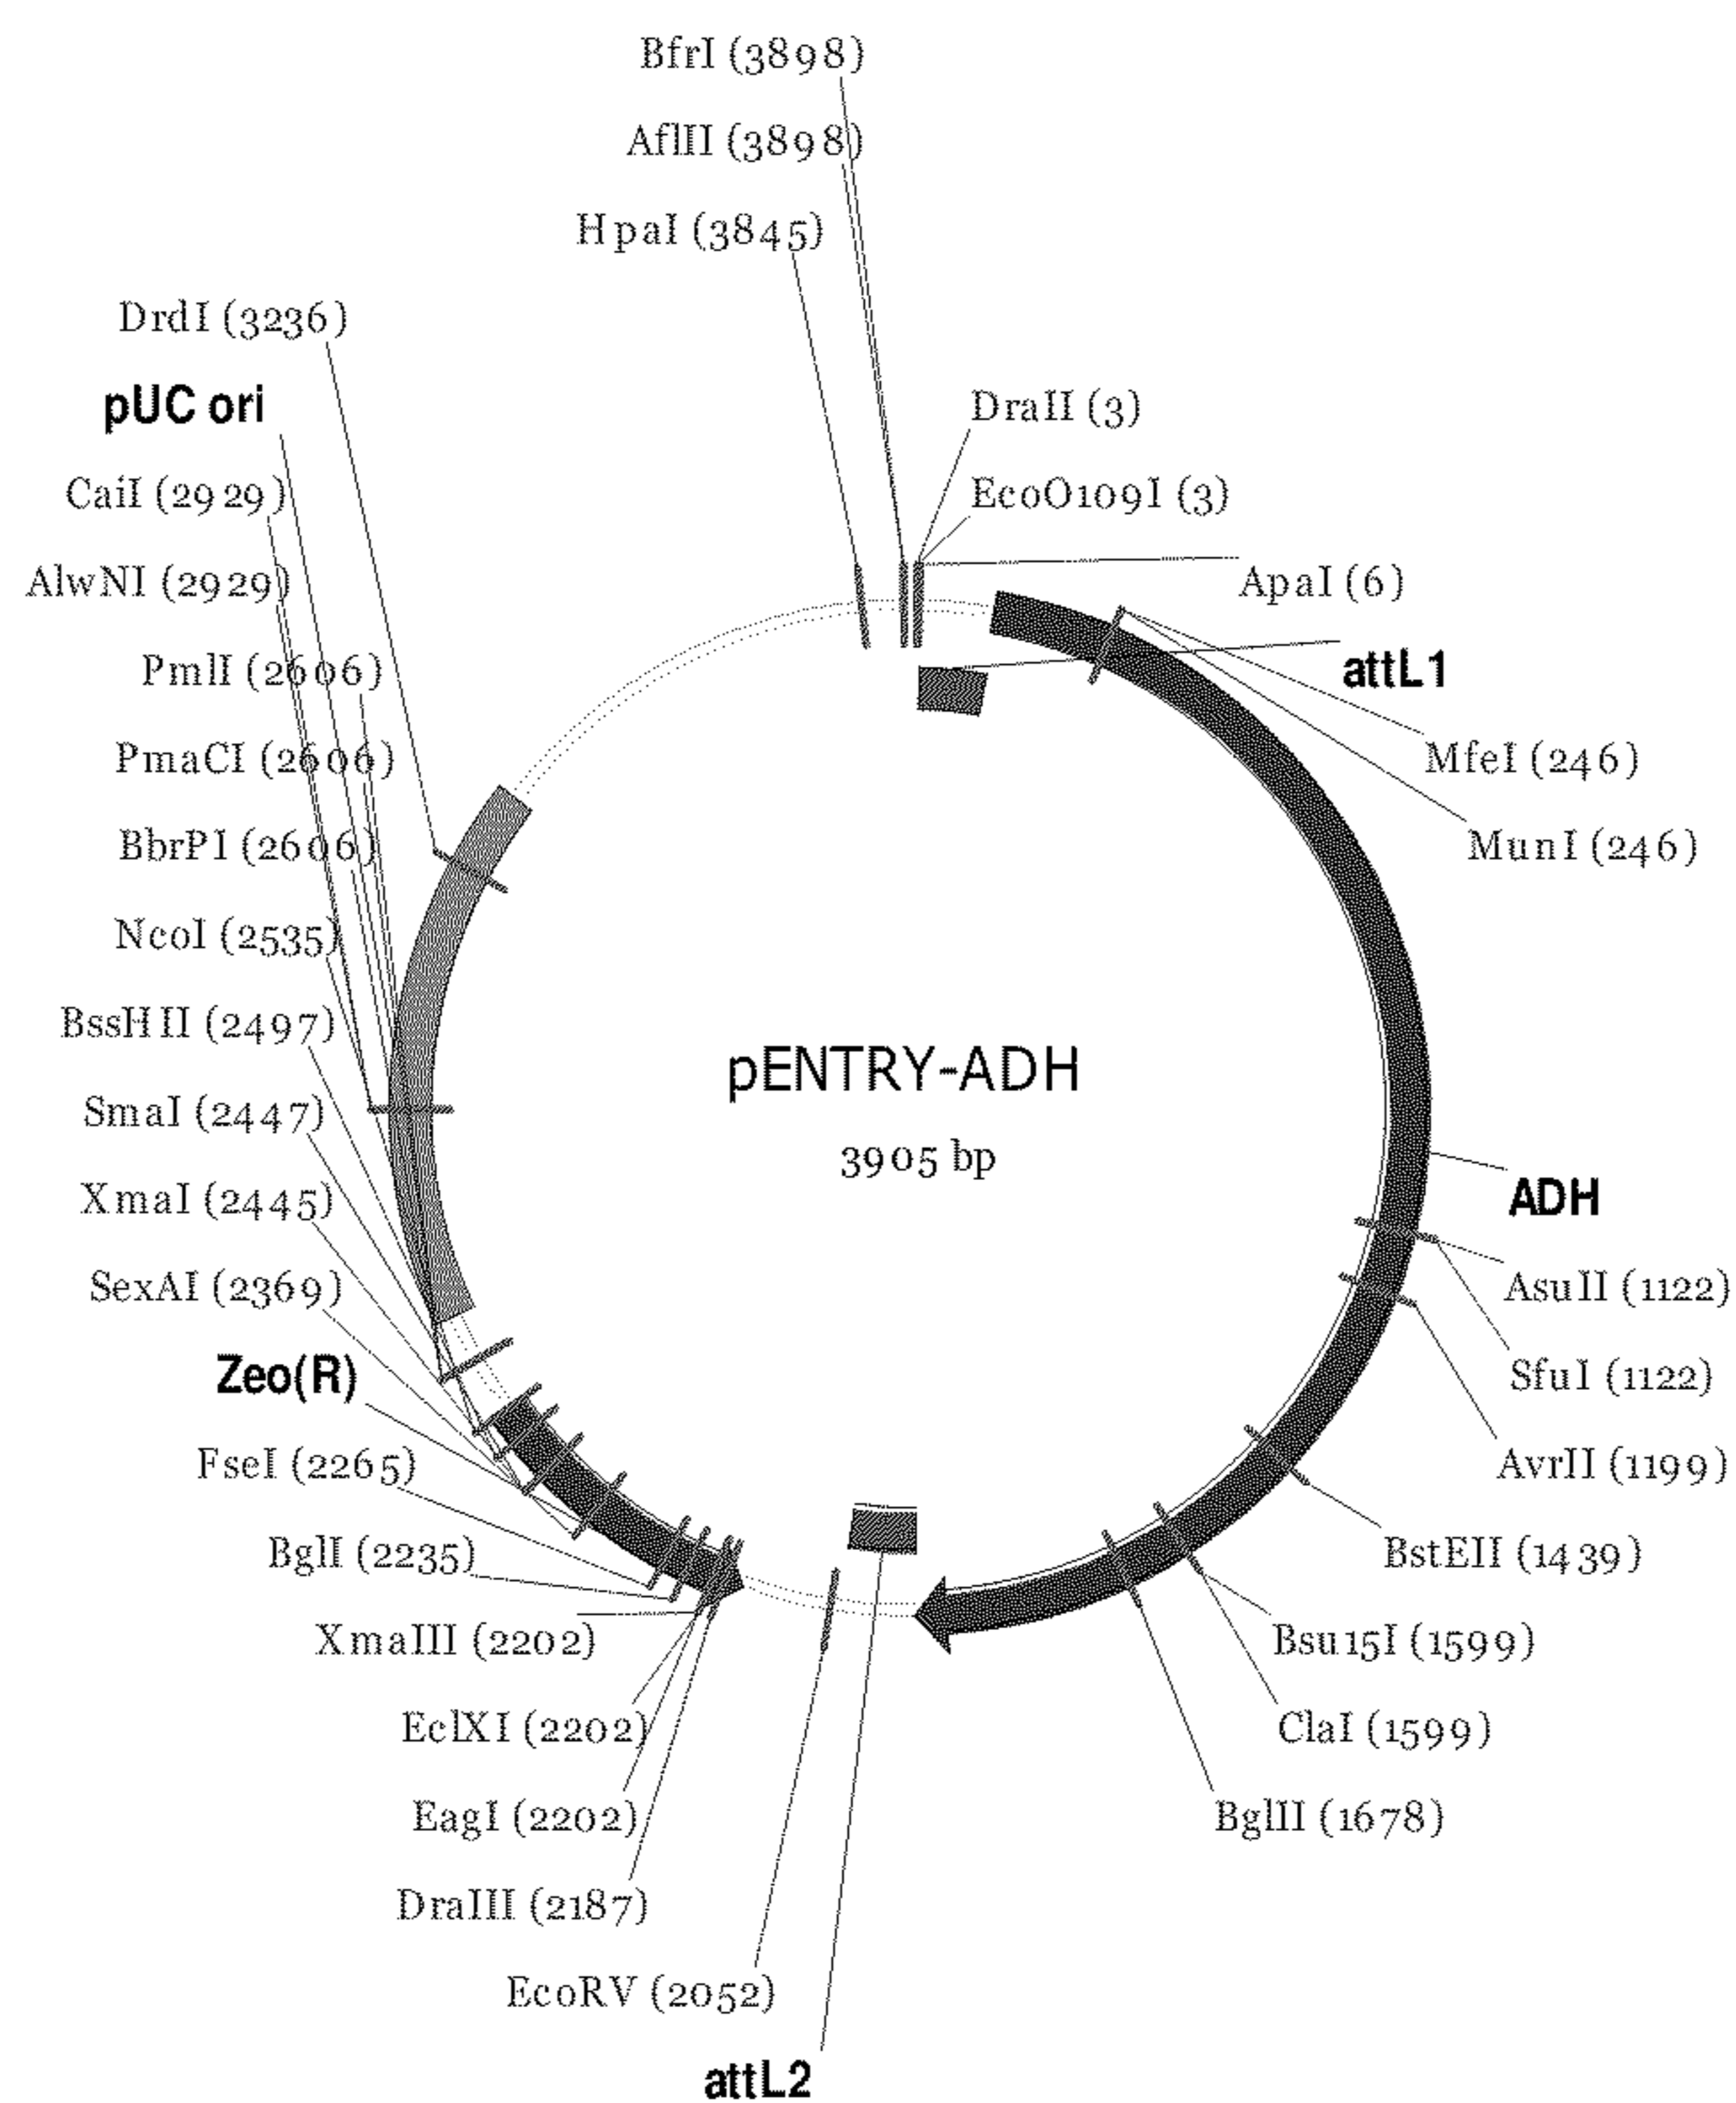 BfrI (3898)
AflII (3898)
HpaI (3845)
DrdI (3236)
pUC ori
CaiI (2929)
AlwNI (2929)
PmlI (2606)
PmaCI (2606)
BbrP1 (2606)
NcoI (2535)
BssHII (2497)
SmaI (2447)
XmaI (2445)
SexAI (2369)
Zeo(R)
FseI (2265)
BglI (2235)
XmaIII (2202)
EclXI (2202)
EagI (2202)
DraIII (2187)
EcoRV (2052)
attL2
DraII (3)
EcoO109I (3)
ApaI (6)
attL1
MfeI (246)
MunI (246)
ADH
AsuII (1122)
SfuI (1122)
AvrII (1199)
BstEII (1439)
Bsu15I (1599)
ClaI (1599)
BglII (1678)
pENTRY-ADH
3905 bp